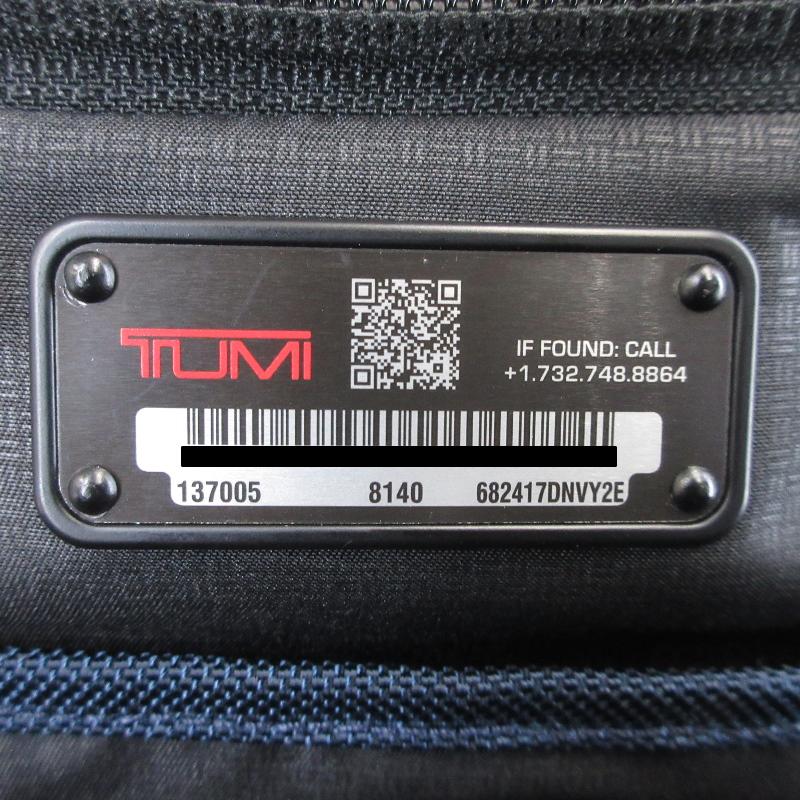 TUMI
IF FOUND: CALL
+1.732.748.8864
137005 8140 682417DNVY2E